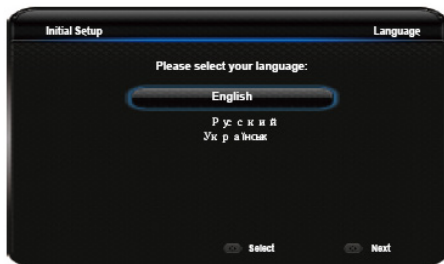 Initial Setup Language
Please select your language:
English
Русский
Українськ
Select Next